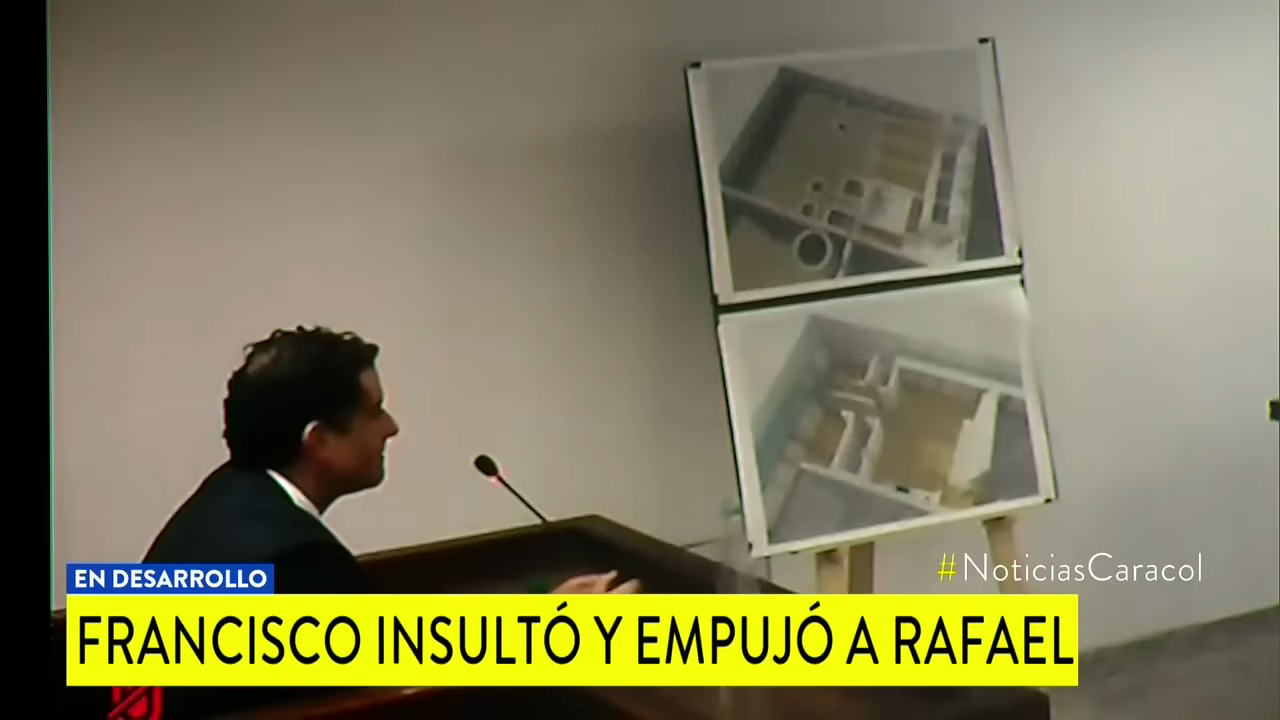 #NoticiasCaracol
EN DESARROLLO
FRANCISCO INSULTÓ Y EMPUJÓ A RAFAEL